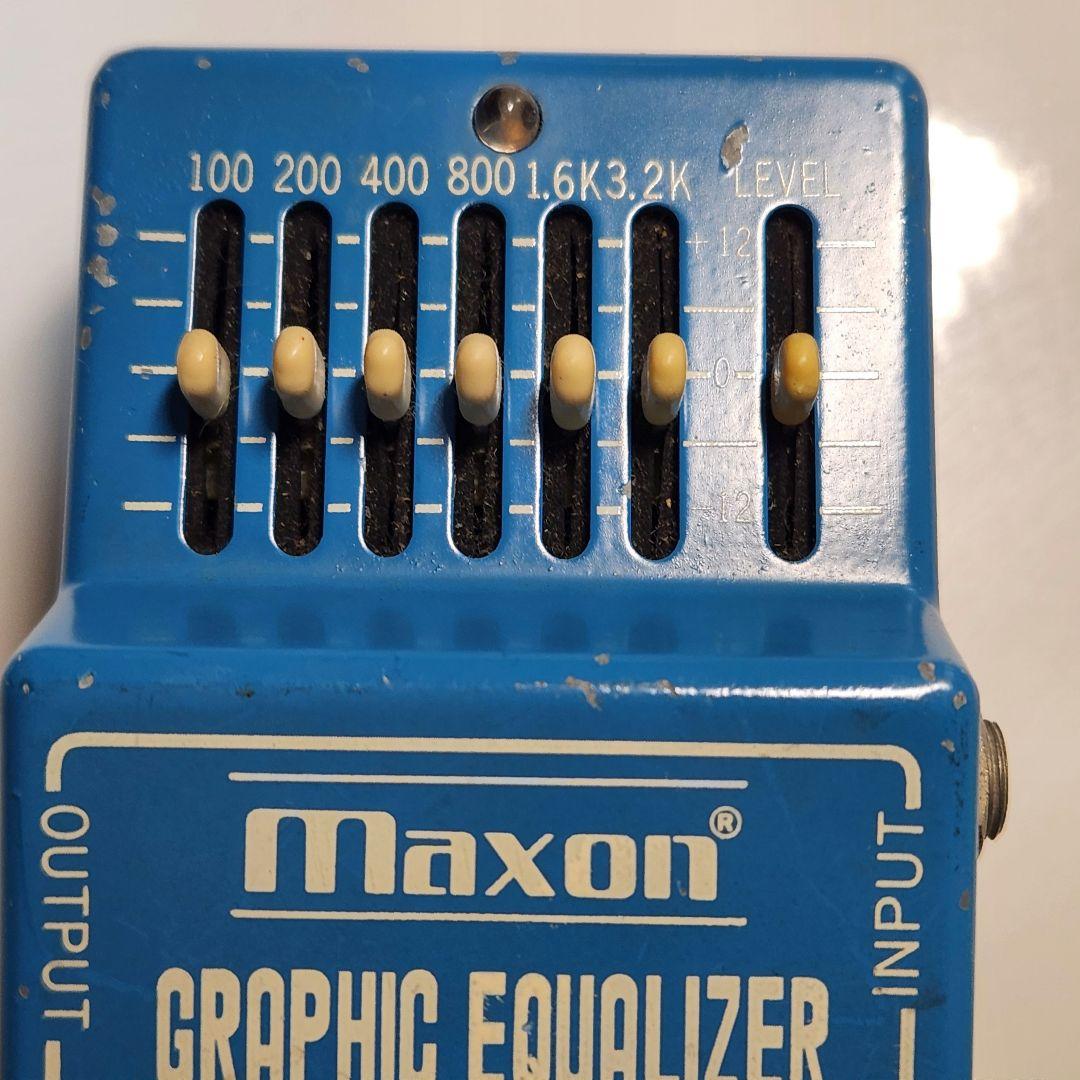 100 200 400 800 1.6K 3.2K LEVEL
+12
0
-12
maxon®
OUTPUT
INPUT
GRAPHIC EQUALIZER